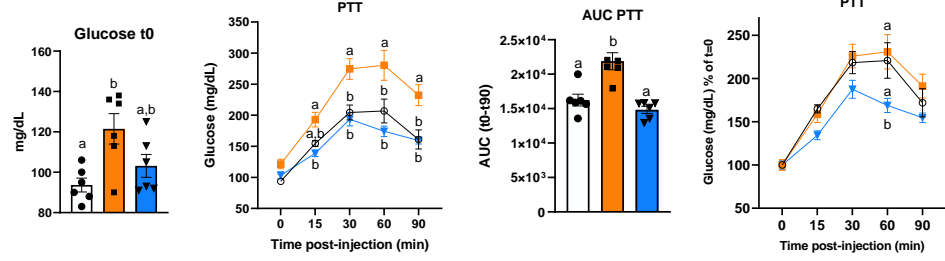 Glucose t0
mg/dL
160
140
120
100
80
a
b
a,b
PTT
Glucose (mg/dL)
350
300
250
200
150
100
50
a
a
a
a
a,b
b
b
b
b
b
0 15 30 60 90
Time post-injection (min)
AUC PTT
AUC (t0-t90)
2.5×10⁴
2.0×10⁴
1.5×10⁴
1.0×10⁴
5.0×10³
0
a
b
a
PTT
Glucose (mg/dL) % of t=0
250
200
150
100
50
a
a
b
0 15 30 60 90
Time post-injection (min)